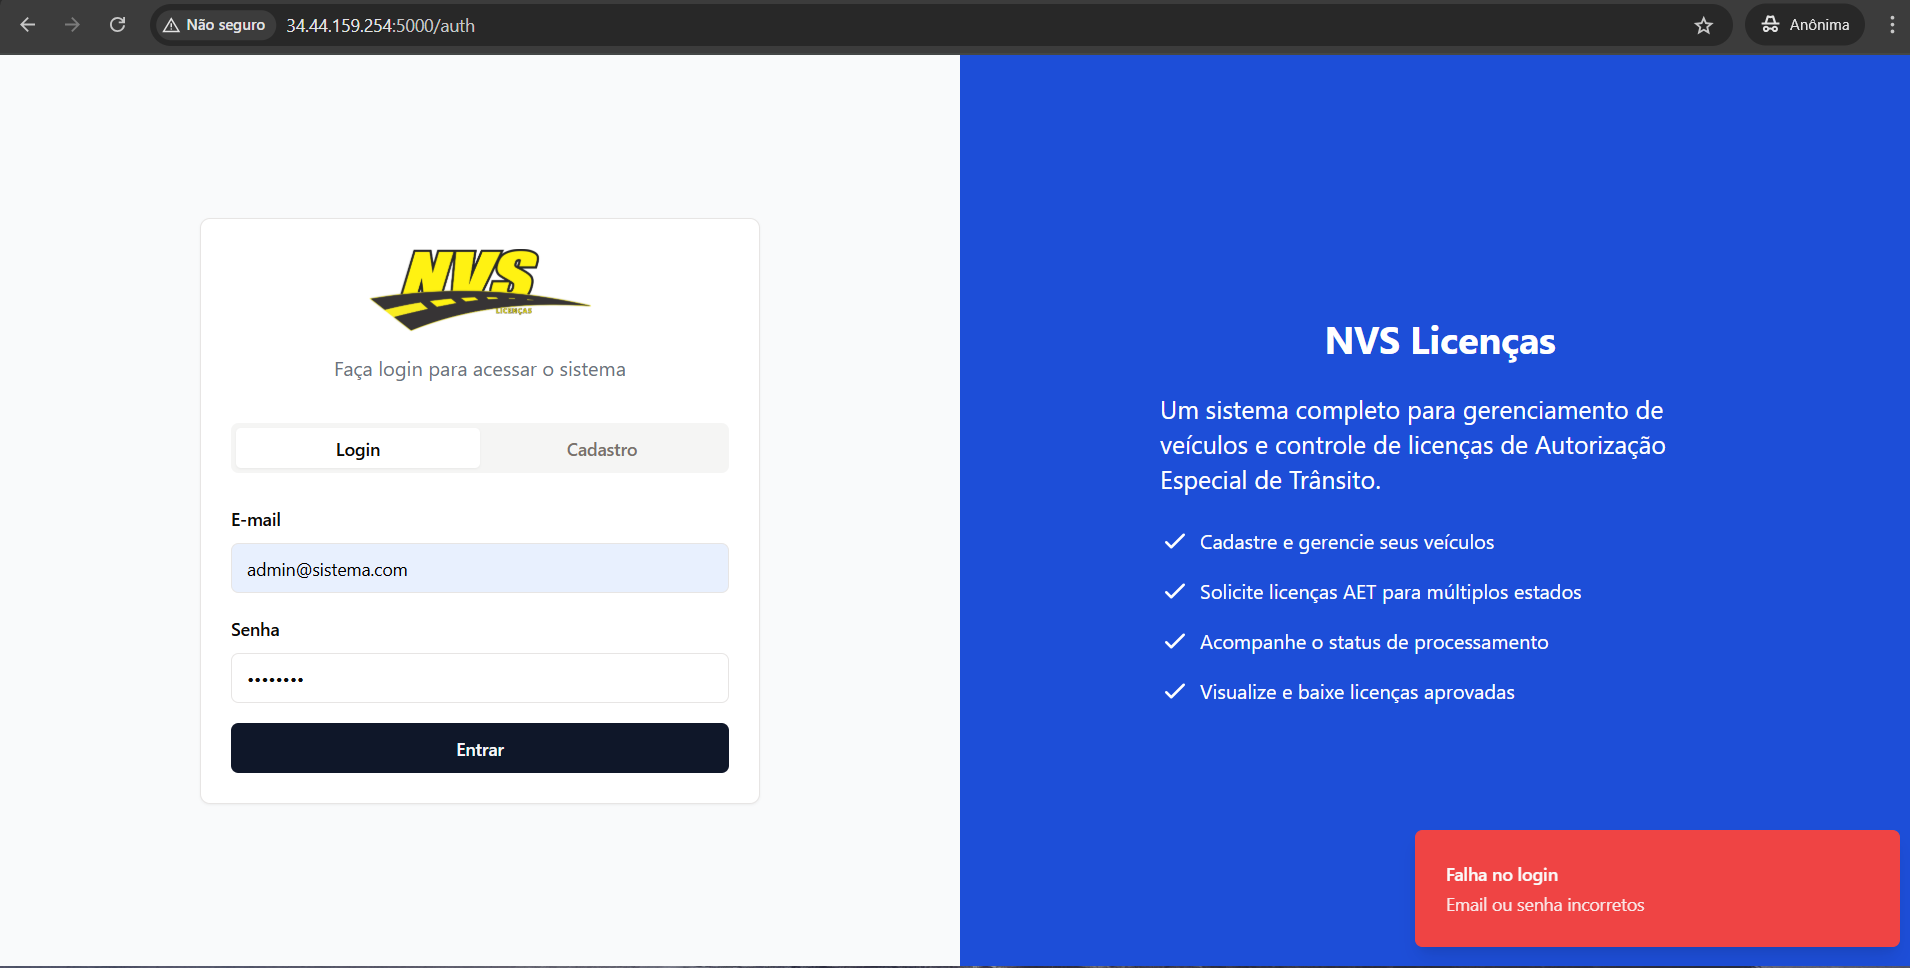 Não seguro
34.44.159.254:5000/auth
Anônima
NVS
LICENÇAS
Faça login para acessar o sistema
Login
Cadastro
E-mail
admin@sistema.com
Senha
••••••••
Entrar
NVS Licenças
Um sistema completo para gerenciamento de
veículos e controle de licenças de Autorização
Especial de Trânsito.
Cadastre e gerencie seus veículos
Solicite licenças AET para múltiplos estados
Acompanhe o status de processamento
Visualize e baixe licenças aprovadas
Falha no login
Email ou senha incorretos